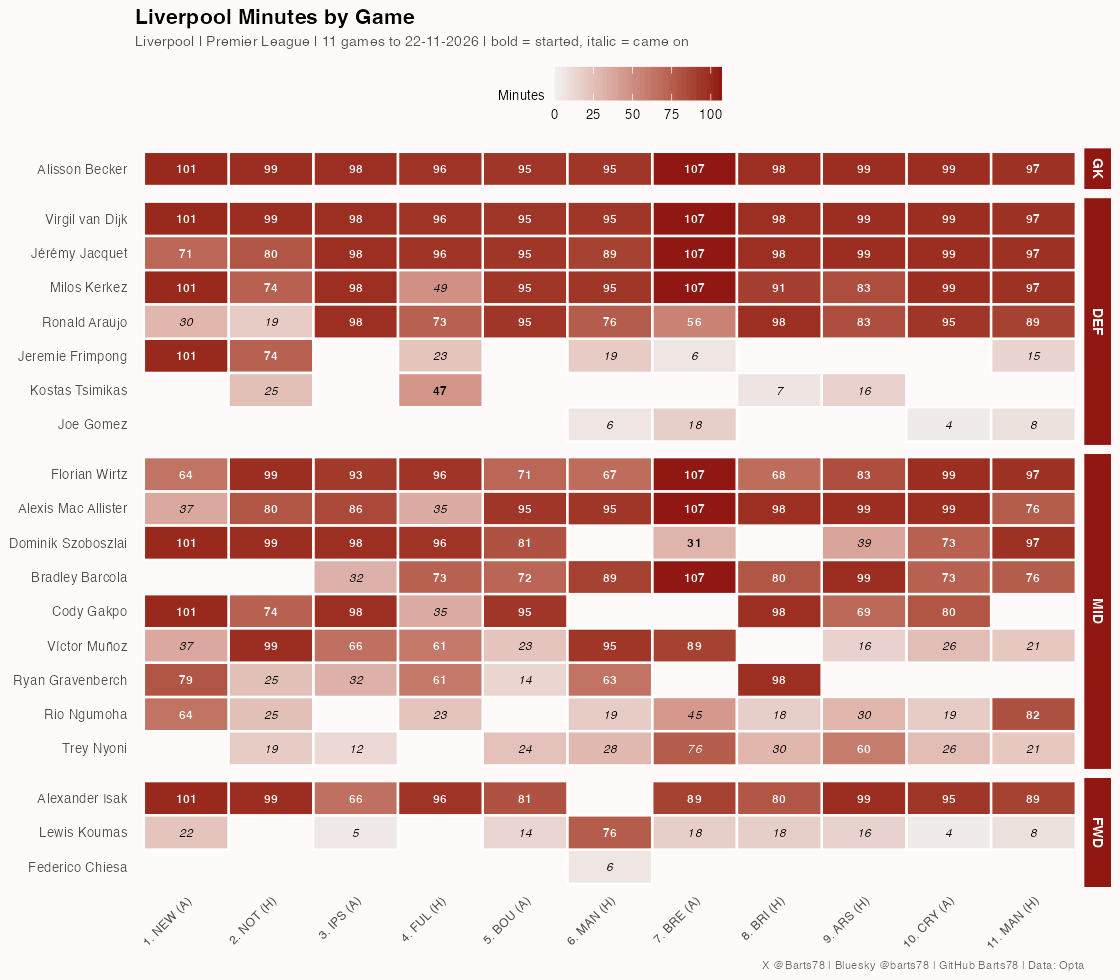 Liverpool Minutes by Game
Liverpool | Premier League | 11 games to 22-11-2026 | bold = started, italic = came on
Minutes
0 25 50 75 100
Alisson Becker 101 99 98 96 95 95 107 98 99 99 97
GK
Virgil van Dijk 101 99 98 96 95 95 107 98 99 99 97
Jérémy Jacquet 71 80 98 96 95 89 107 98 99 99 97
Milos Kerkez 101 74 98 49 95 95 107 91 83 99 97
Ronald Araujo 30 19 98 73 95 76 56 98 83 95 89
Jeremie Frimpong 101 74 23 19 6 15
Kostas Tsimikas 25 47 7 16
Joe Gomez 6 18 4 8
DEF
Florian Wirtz 64 99 93 96 71 67 107 68 83 99 97
Alexis Mac Allister 37 80 86 35 95 95 107 98 99 99 76
Dominik Szoboszlai 101 99 98 96 81 31 39 73 97
Bradley Barcola 32 73 72 89 107 80 99 73 76
Cody Gakpo 101 74 98 35 95 98 69 80
Víctor Muñoz 37 99 66 61 23 95 89 16 26 21
Ryan Gravenberch 79 25 32 61 14 63 98
Rio Ngumoha 64 25 23 19 45 18 30 19 82
Trey Nyoni 19 12 24 28 76 30 60 26 21
MID
Alexander Isak 101 99 66 96 81 89 80 99 95 89
Lewis Koumas 22 5 14 76 18 18 16 4 8
Federico Chiesa 6
FWD
1. NEW (A) 2. NOT (H) 3. IPS (A) 4. FUL (H) 5. BOU (A) 6. MAN (H) 7. BRE (A) 8. BRI (H) 9. ARS (H) 10. CRY (A) 11. MAN (H)
X @Barts78 | Bluesky @barts78 | GitHub Barts78 | Data: Opta